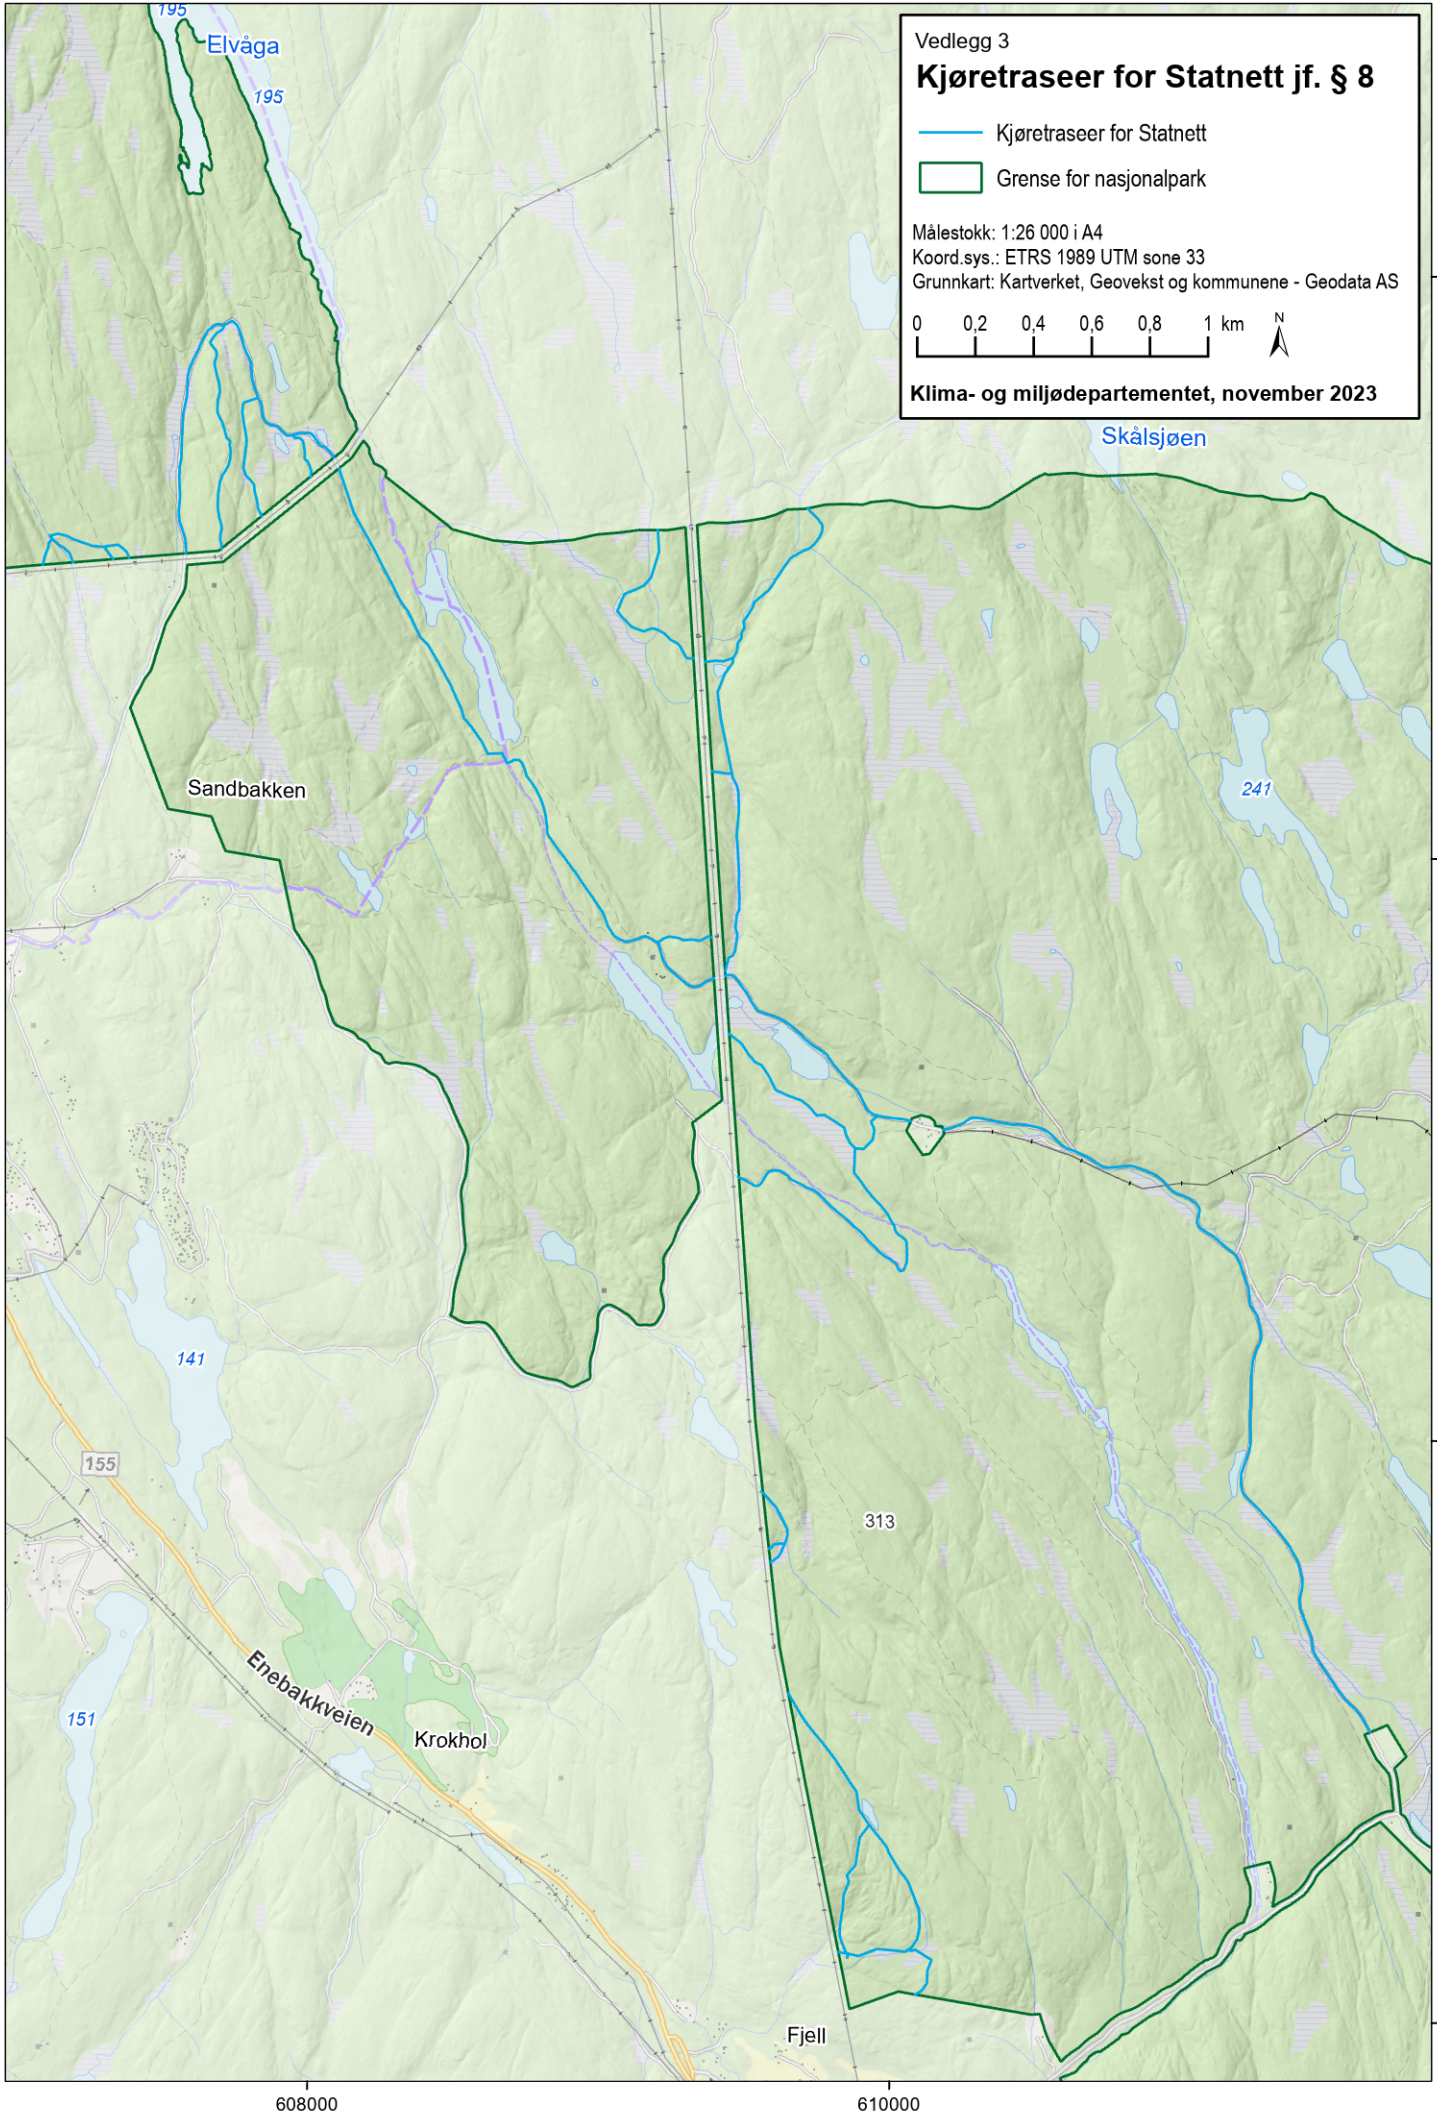 195
Elvåga
195
Vedlegg 3
Kjøretraseer for Statnett jf. § 8
Kjøretraseer for Statnett
Grense for nasjonalpark
Målestokk: 1:26 000 i A4
Koord.sys.: ETRS 1989 UTM sone 33
Grunnkart: Kartverket, Geovekst og kommunene - Geodata AS
0 0,2 0,4 0,6 0,8 1 km
N
Klima- og miljødepartementet, november 2023
Skålsjøen
Sandbakken
241
141
155
313
Enebakkveien
151
Krokhol
Fjell
608000
610000